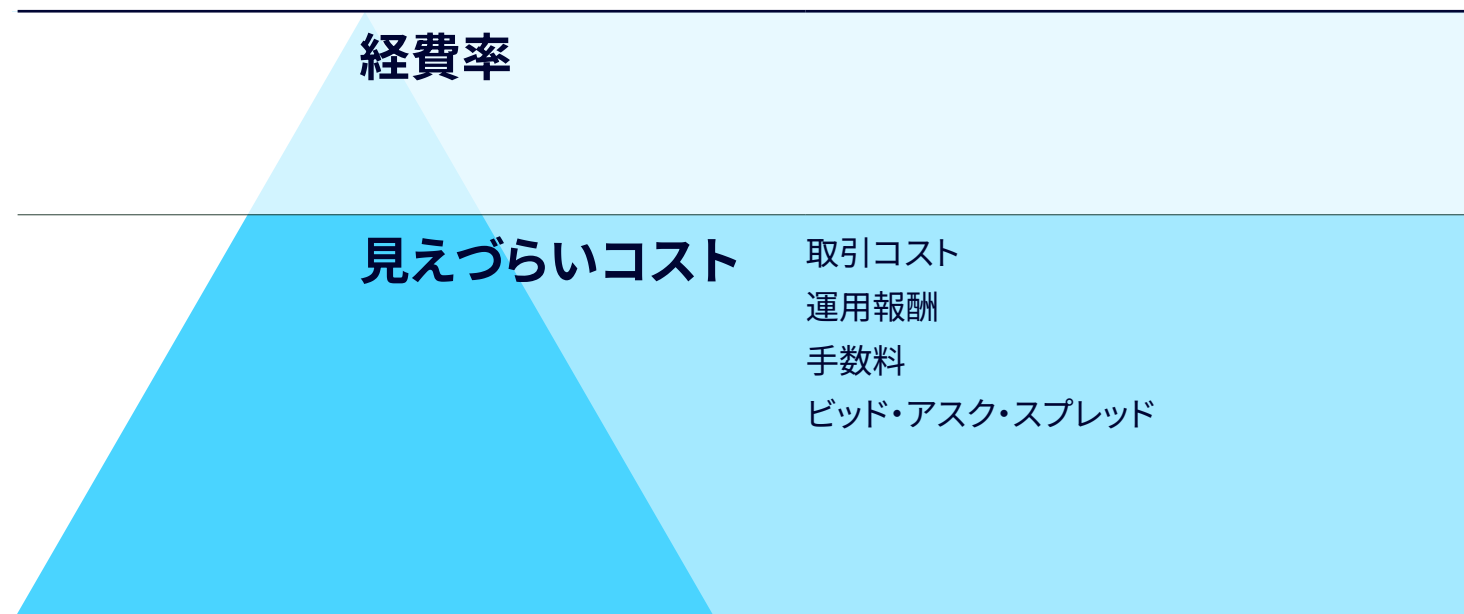 経費率
見えづらいコスト
取引コスト
運用報酬
手数料
ビッド・アスク・スプレッド